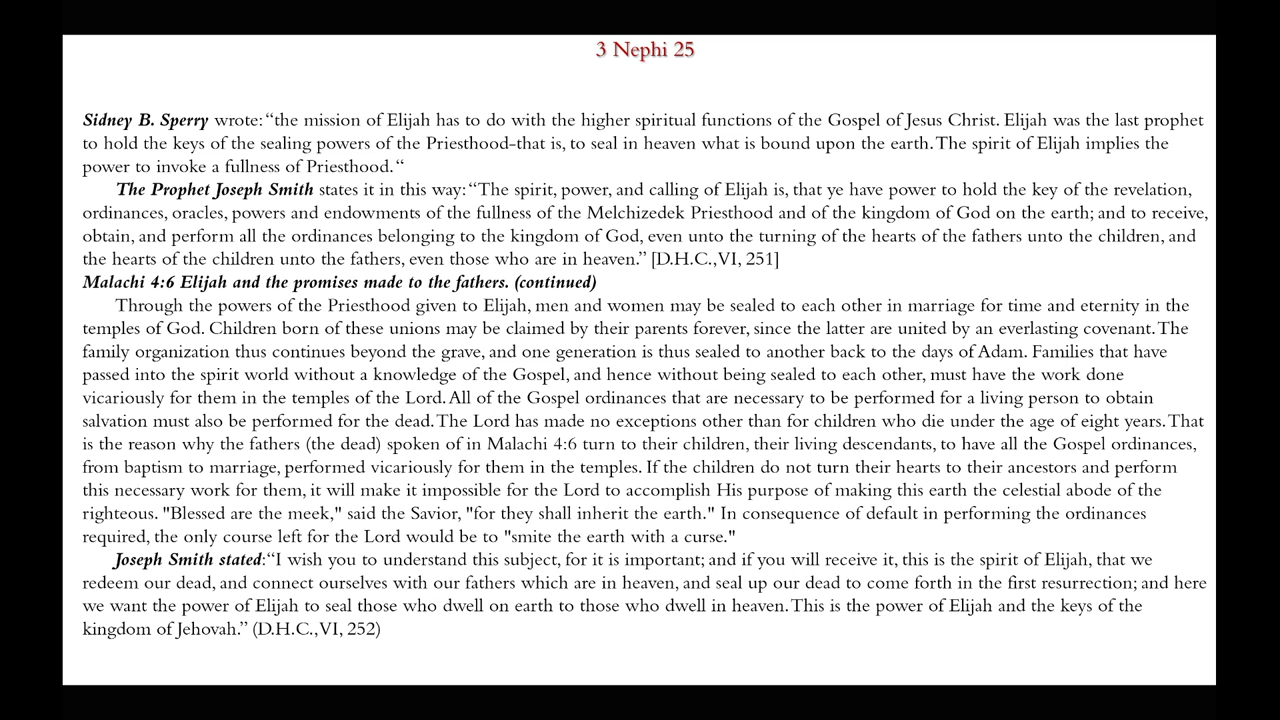 3 Nephi 25
Sidney B. Sperry wrote: “the mission of Elijah has to do with the higher spiritual functions of the Gospel of Jesus Christ. Elijah was the last prophet
to hold the keys of the sealing powers of the Priesthood-that is, to seal in heaven what is bound upon the earth. The spirit of Elijah implies the
power to invoke a fullness of Priesthood. “
The Prophet Joseph Smith states it in this way: “The spirit, power, and calling of Elijah is, that ye have power to hold the key of the revelation,
ordinances, oracles, powers and endowments of the fullness of the Melchizedek Priesthood and of the kingdom of God on the earth; and to receive,
obtain, and perform all the ordinances belonging to the kingdom of God, even unto the turning of the hearts of the fathers unto the children, and
the hearts of the children unto the fathers, even those who are in heaven.” [D.H.C., VI, 251]
Malachi 4:6 Elijah and the promises made to the fathers. (continued)
Through the powers of the Priesthood given to Elijah, men and women may be sealed to each other in marriage for time and eternity in the
temples of God. Children born of these unions may be claimed by their parents forever, since the latter are united by an everlasting covenant. The
family organization thus continues beyond the grave, and one generation is thus sealed to another back to the days of Adam. Families that have
passed into the spirit world without a knowledge of the Gospel, and hence without being sealed to each other, must have the work done
vicariously for them in the temples of the Lord. All of the Gospel ordinances that are necessary to be performed for a living person to obtain
salvation must also be performed for the dead. The Lord has made no exceptions other than for children who die under the age of eight years. That
is the reason why the fathers (the dead) spoken of in Malachi 4:6 turn to their children, their living descendants, to have all the Gospel ordinances,
from baptism to marriage, performed vicariously for them in the temples. If the children do not turn their hearts to their ancestors and perform
this necessary work for them, it will make it impossible for the Lord to accomplish His purpose of making this earth the celestial abode of the
righteous. "Blessed are the meek," said the Savior, "for they shall inherit the earth." In consequence of default in performing the ordinances
required, the only course left for the Lord would be to "smite the earth with a curse."
Joseph Smith stated: “I wish you to understand this subject, for it is important; and if you will receive it, this is the spirit of Elijah, that we
redeem our dead, and connect ourselves with our fathers which are in heaven, and seal up our dead to come forth in the first resurrection; and here
we want the power of Elijah to seal those who dwell on earth to those who dwell in heaven. This is the power of Elijah and the keys of the
kingdom of Jehovah.” (D.H.C., VI, 252)